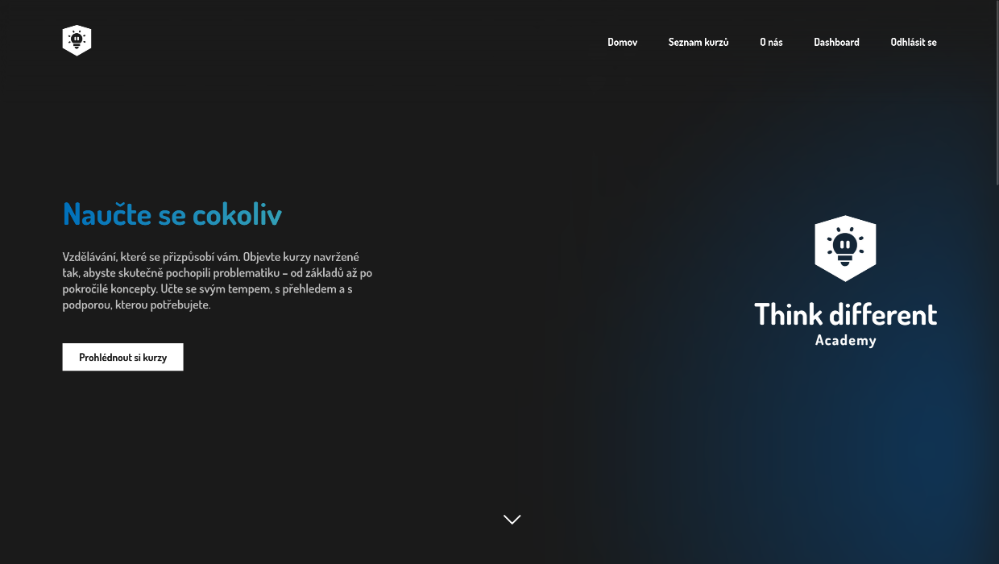 Domov
Seznam kurzů
O nás
Dashboard
Odhlásit se
Naučte se cokoliv
Vzdělávání, které se přizpůsobí vám. Objevte kurzy navržené
tak, abyste skutečně pochopili problematiku – od základů až po
pokročilé koncepty. Učte se svým tempem, s přehledem a s
podporou, kterou potřebujete.
Prohlédnout si kurzy
Think different
Academy